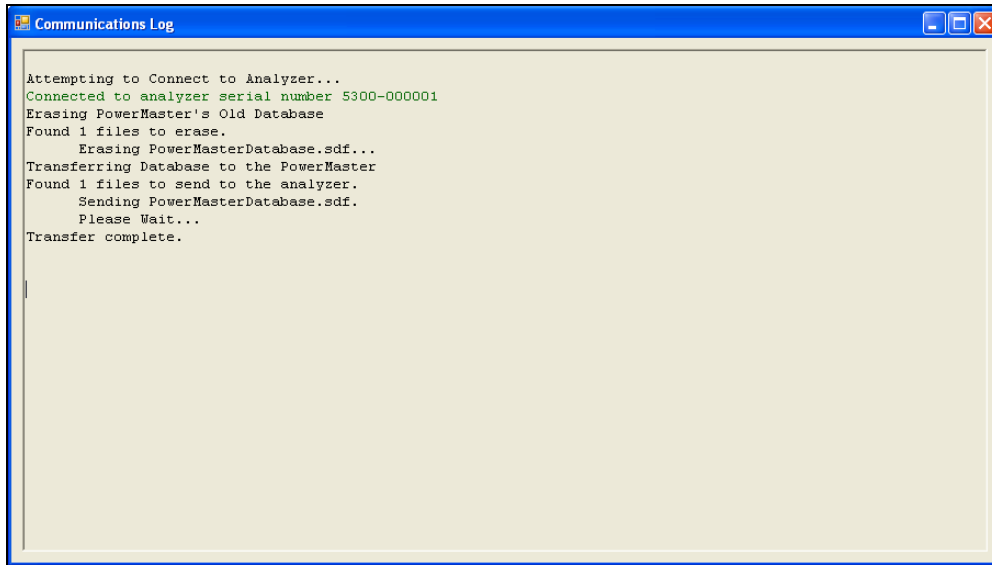 Communications Log
Attempting to Connect to Analyzer...
Connected to analyzer serial number 5300-000001
Erasing PowerMaster's Old Database
Found 1 files to erase.
Erasing PowerMasterDatabase.sdf...
Transferring Database to the PowerMaster
Found 1 files to send to the analyzer.
Sending PowerMasterDatabase.sdf.
Please Wait...
Transfer complete.